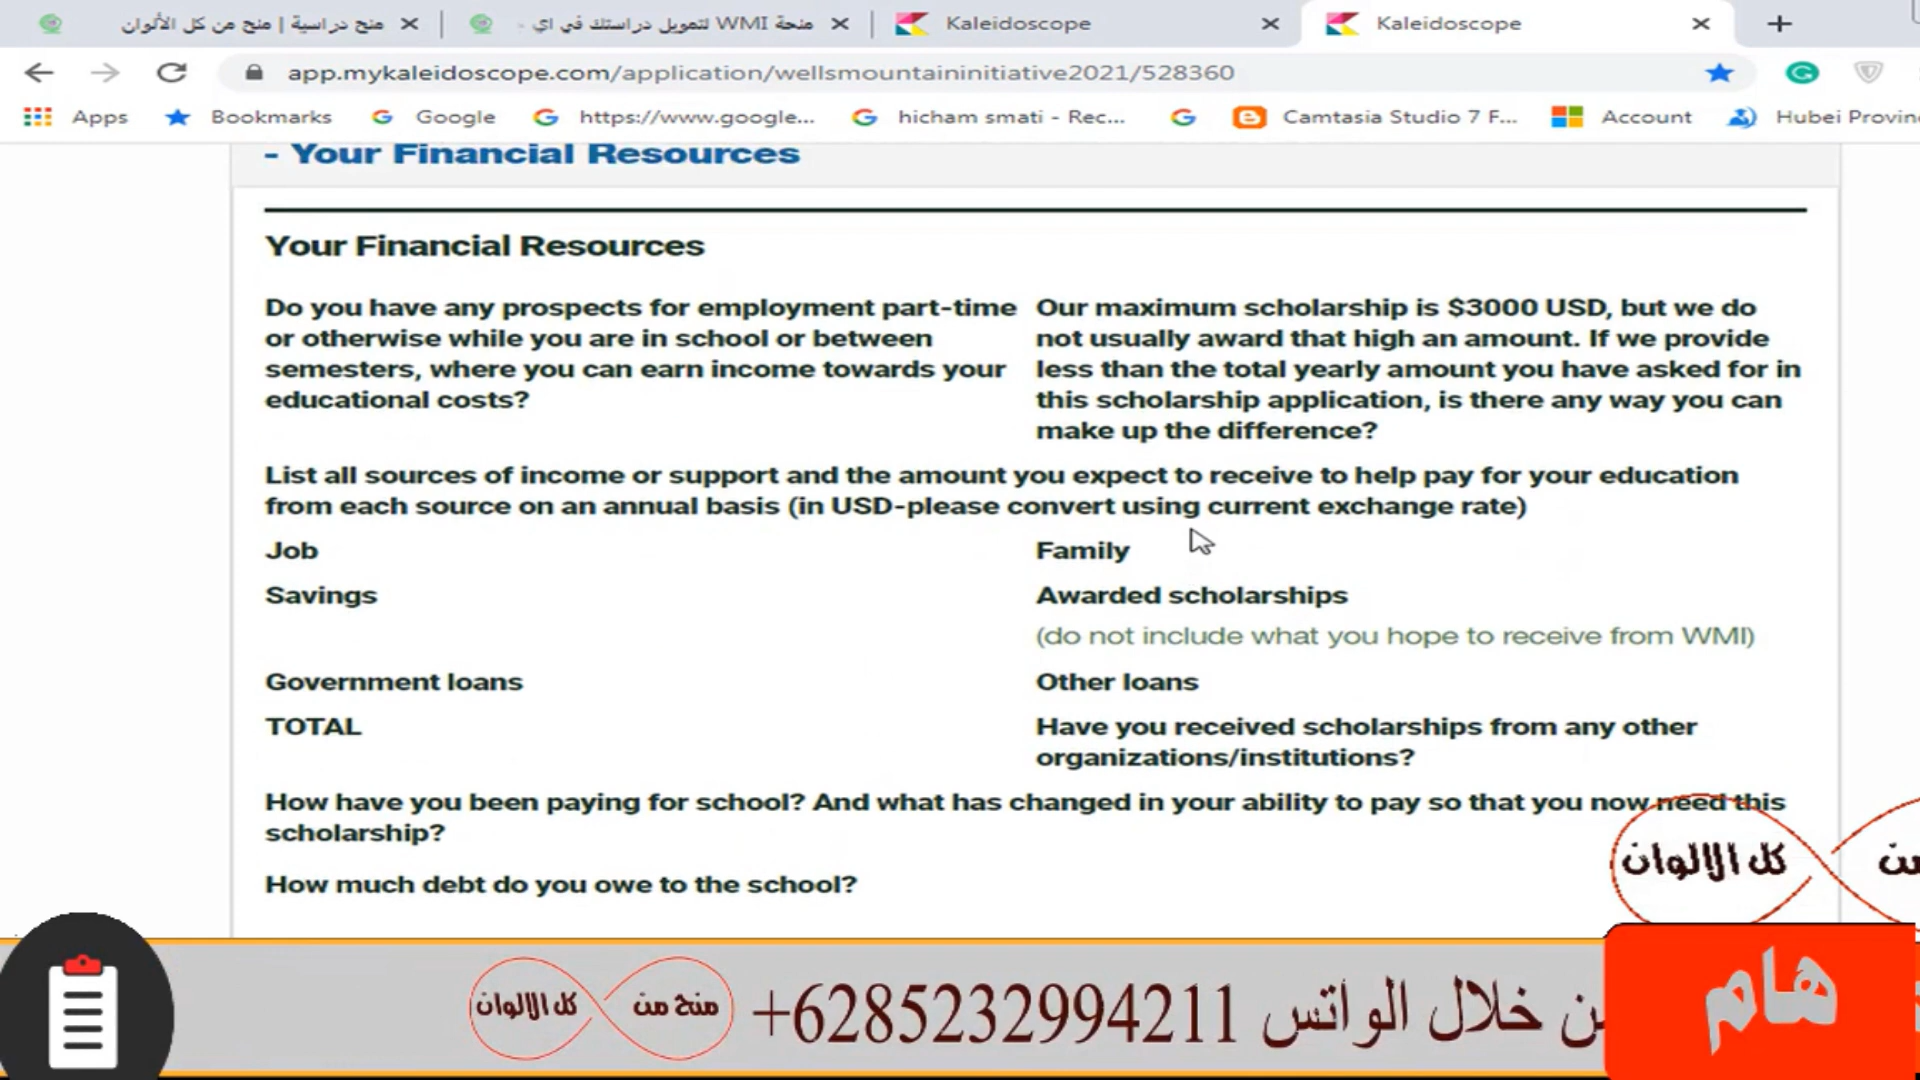 منح دراسية | منح من كل الألوان
منحة WMI لتمويل دراستك في اي -
Kaleidoscope
Kaleidoscope
app.mykaleidoscope.com/application/wellsmountaininitiative2021/528360
Apps
Bookmarks
Google
https://www.google...
hicham smati - Rec...
Camtasia Studio 7 F...
Account
Hubei Provin
- Your Financial Resources
Your Financial Resources
Do you have any prospects for employment part-time
or otherwise while you are in school or between
semesters, where you can earn income towards your
educational costs?
Our maximum scholarship is $3000 USD, but we do
not usually award that high an amount. If we provide
less than the total yearly amount you have asked for in
this scholarship application, is there any way you can
make up the difference?
List all sources of income or support and the amount you expect to receive to help pay for your education
from each source on an annual basis (in USD-please convert using current exchange rate)
Job
Family
Savings
Awarded scholarships
(do not include what you hope to receive from WMI)
Government loans
Other loans
TOTAL
Have you received scholarships from any other
organizations/institutions?
How have you been paying for school? And what has changed in your ability to pay so that you now need this
scholarship?
How much debt do you owe to the school?
كل الالوان
منح من كل الالوان
ن خلال الواتس +6285232994211
هام